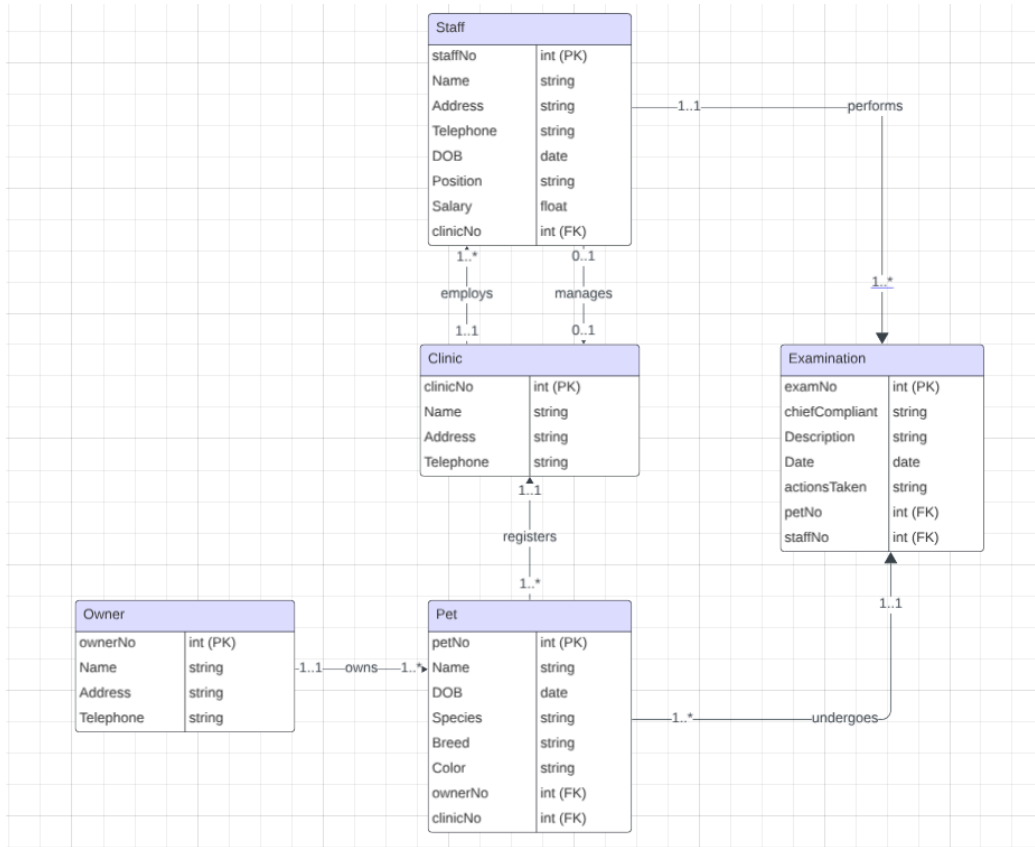 Staff
staffNo int (PK)
Name string
Address string
Telephone string
DOB date
Position string
Salary float
clinicNo int (FK)
1..1 performs
1..*
1..* 0..1
employs manages
1..1 0..1
Clinic
clinicNo int (PK)
Name string
Address string
Telephone string
Examination
examNo int (PK)
chiefCompliant string
Description string
Date date
actionsTaken string
petNo int (FK)
staffNo int (FK)
1..1
registers
1..*
1..1
Owner
ownerNo int (PK)
Name string
Address string
Telephone string
1..1 owns 1..*
Pet
petNo int (PK)
Name string
DOB date
Species string
Breed string
Color string
ownerNo int (FK)
clinicNo int (FK)
1..* undergoes